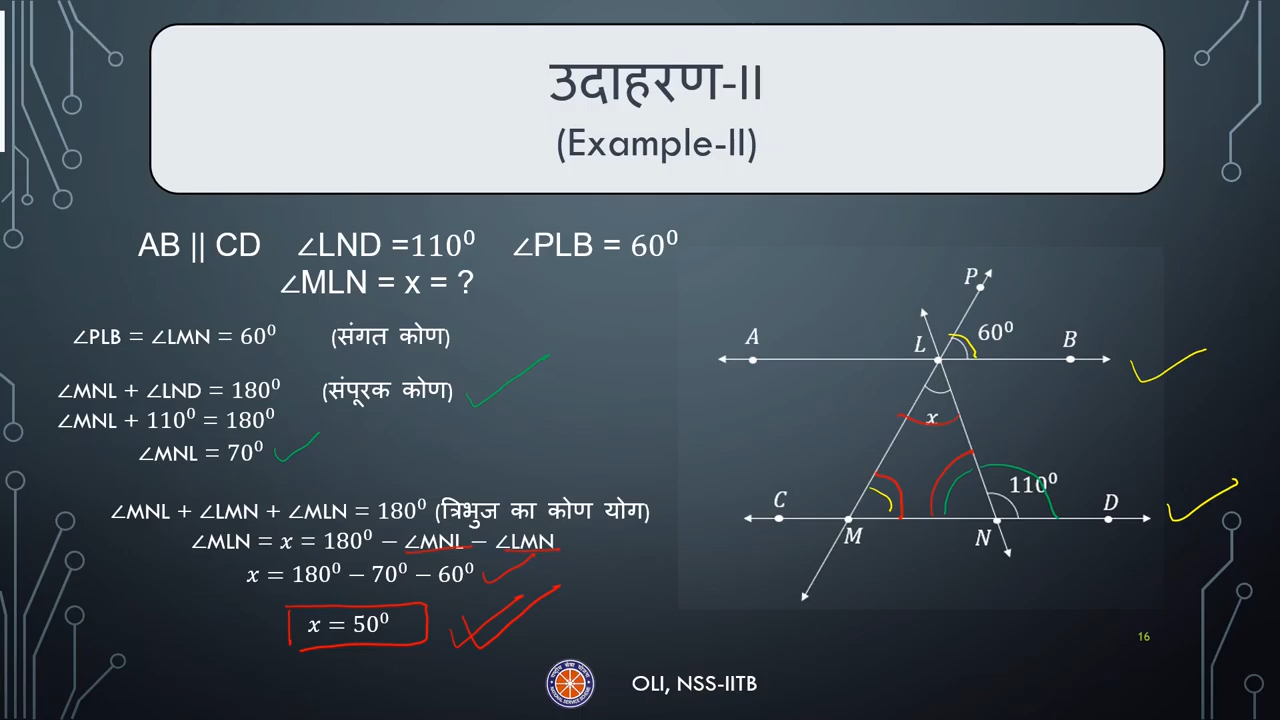 उदाहरण-II
(Example-II)
AB || CD ∠LND =110⁰ ∠PLB = 60⁰
∠MLN = x = ?
∠PLB = ∠LMN = 60⁰ (संगत कोण)
∠MNL + ∠LND = 180⁰ (संपूरक कोण)
∠MNL + 110⁰ = 180⁰
∠MNL = 70⁰
∠MNL + ∠LMN + ∠MLN = 180⁰ (त्रिभुज का कोण योग)
∠MLN = x = 180⁰ − ∠MNL − ∠LMN
x = 180⁰ − 70⁰ − 60⁰
x = 50⁰
P
A
L
60⁰
B
x
C
110⁰
D
M
N
16
OLI, NSS-IITB